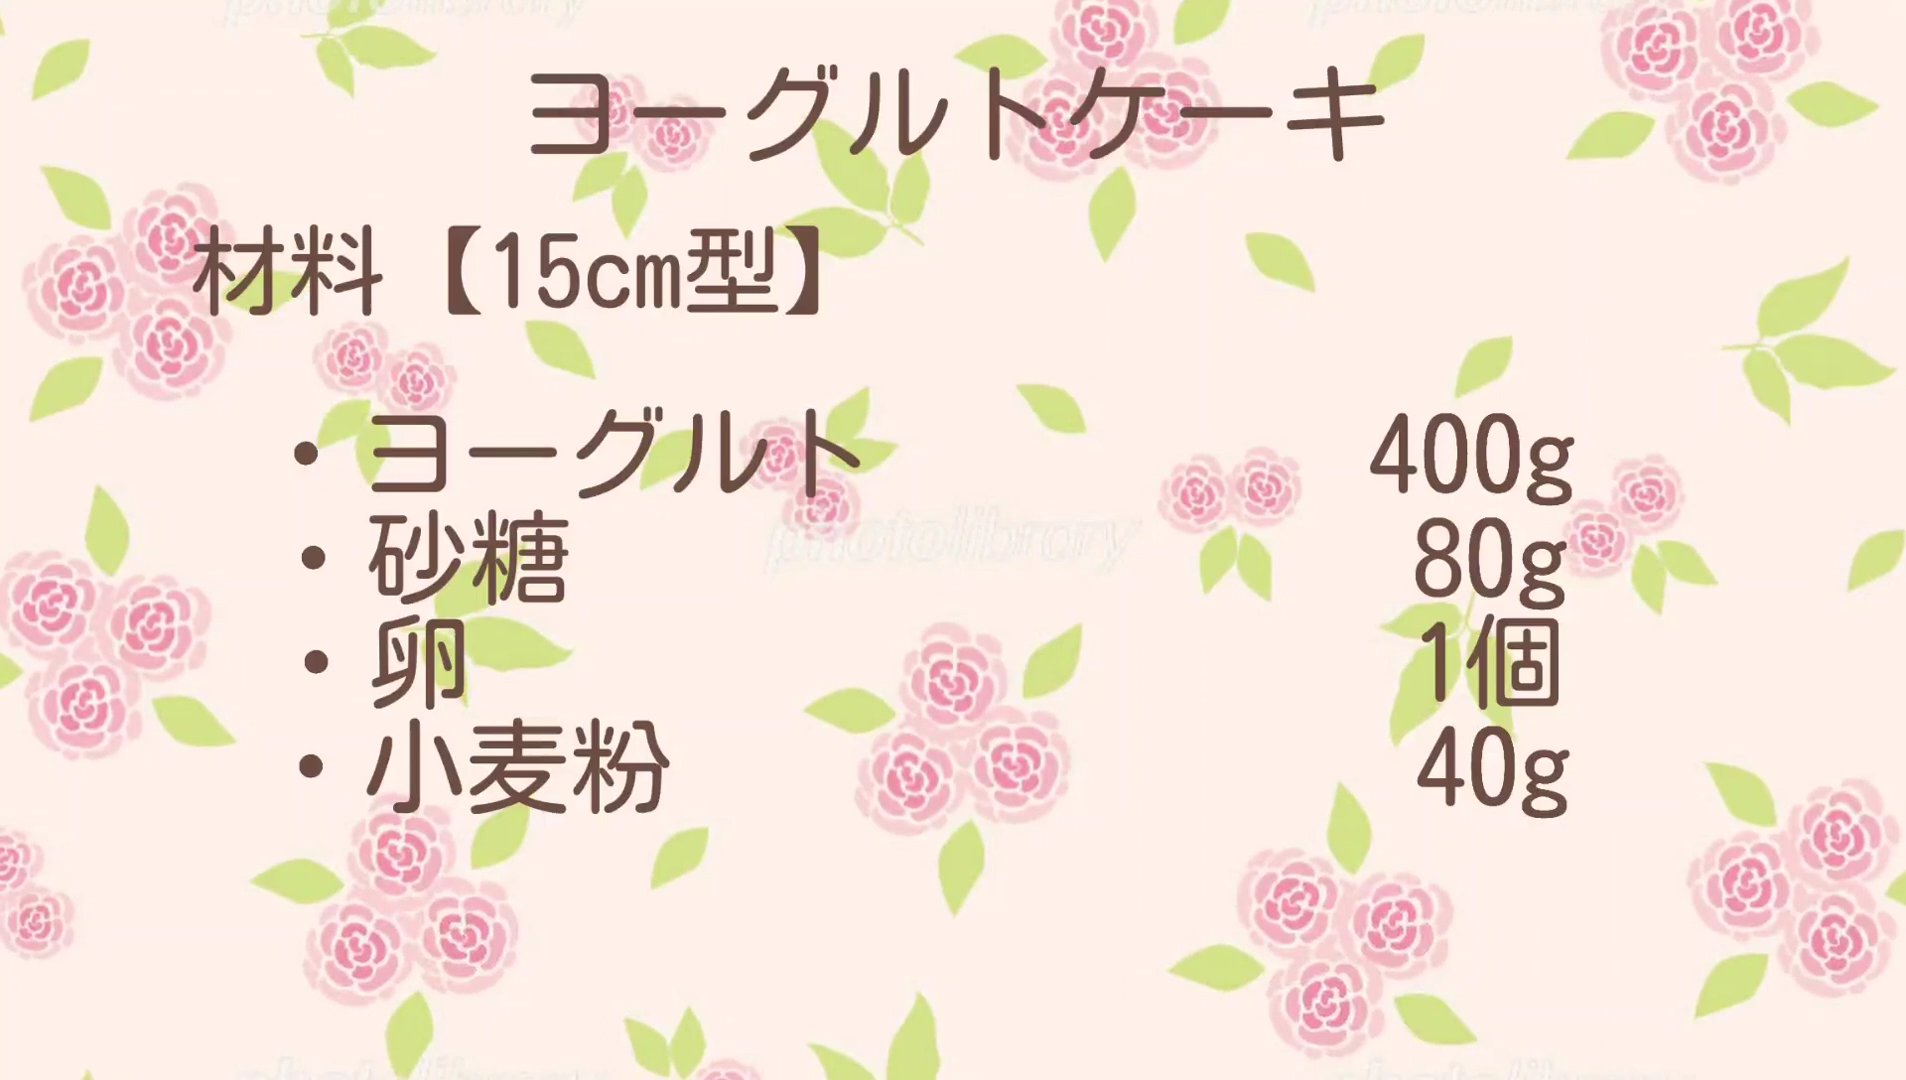 ヨーグルトケーキ
材料【15cm型】
・ヨーグルト 400g
・砂糖 80g
・卵 1個
・小麦粉 40g
photolibrary